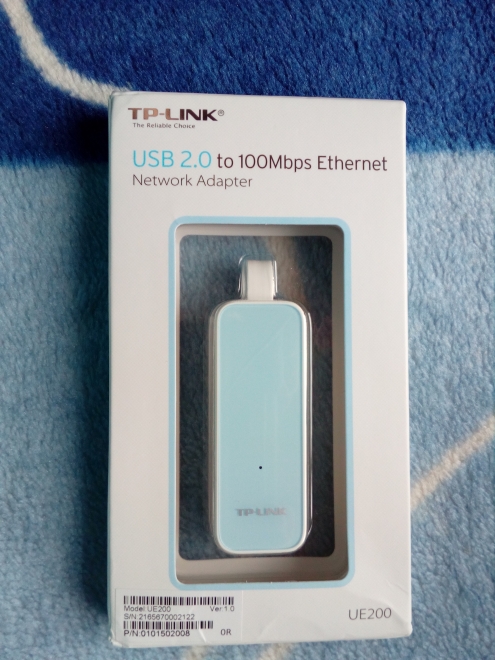 TP-LINK®
The Reliable Choice
USB 2.0 to 100Mbps Ethernet
Network Adapter
TP-LINK
Model:UE200 Ver:1.0
S/N:2165670002122
P/N:0101502008 OR
UE200